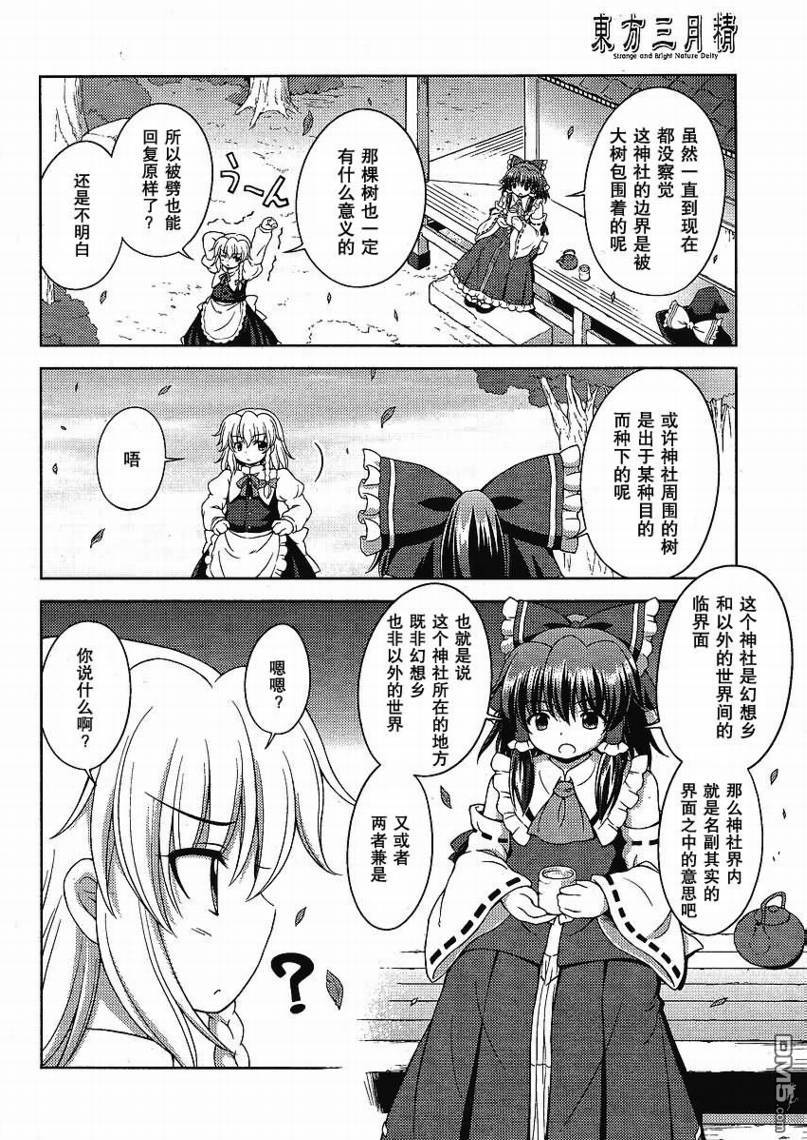 東方三月精
Strange and Bright Nature Deity
虽然一直到现在
都没察觉
这神社的边界是被
大树包围着的呢
那棵树也一定
有什么意义的
うーん
所以被劈也能
回复原样了？
还是不明白
或许神社周围的树
是出于某种目的
而种下的呢
唔
这个神社是幻想乡
和以外的世界间的
临界面
那么神社界内
就是名副其实的
界面之中的意思吧
也就是说
这个神社所在的地方
既非幻想乡
也非以外的世界
又或者
两者兼是
嗯嗯？
你说什么啊？
?
DM5